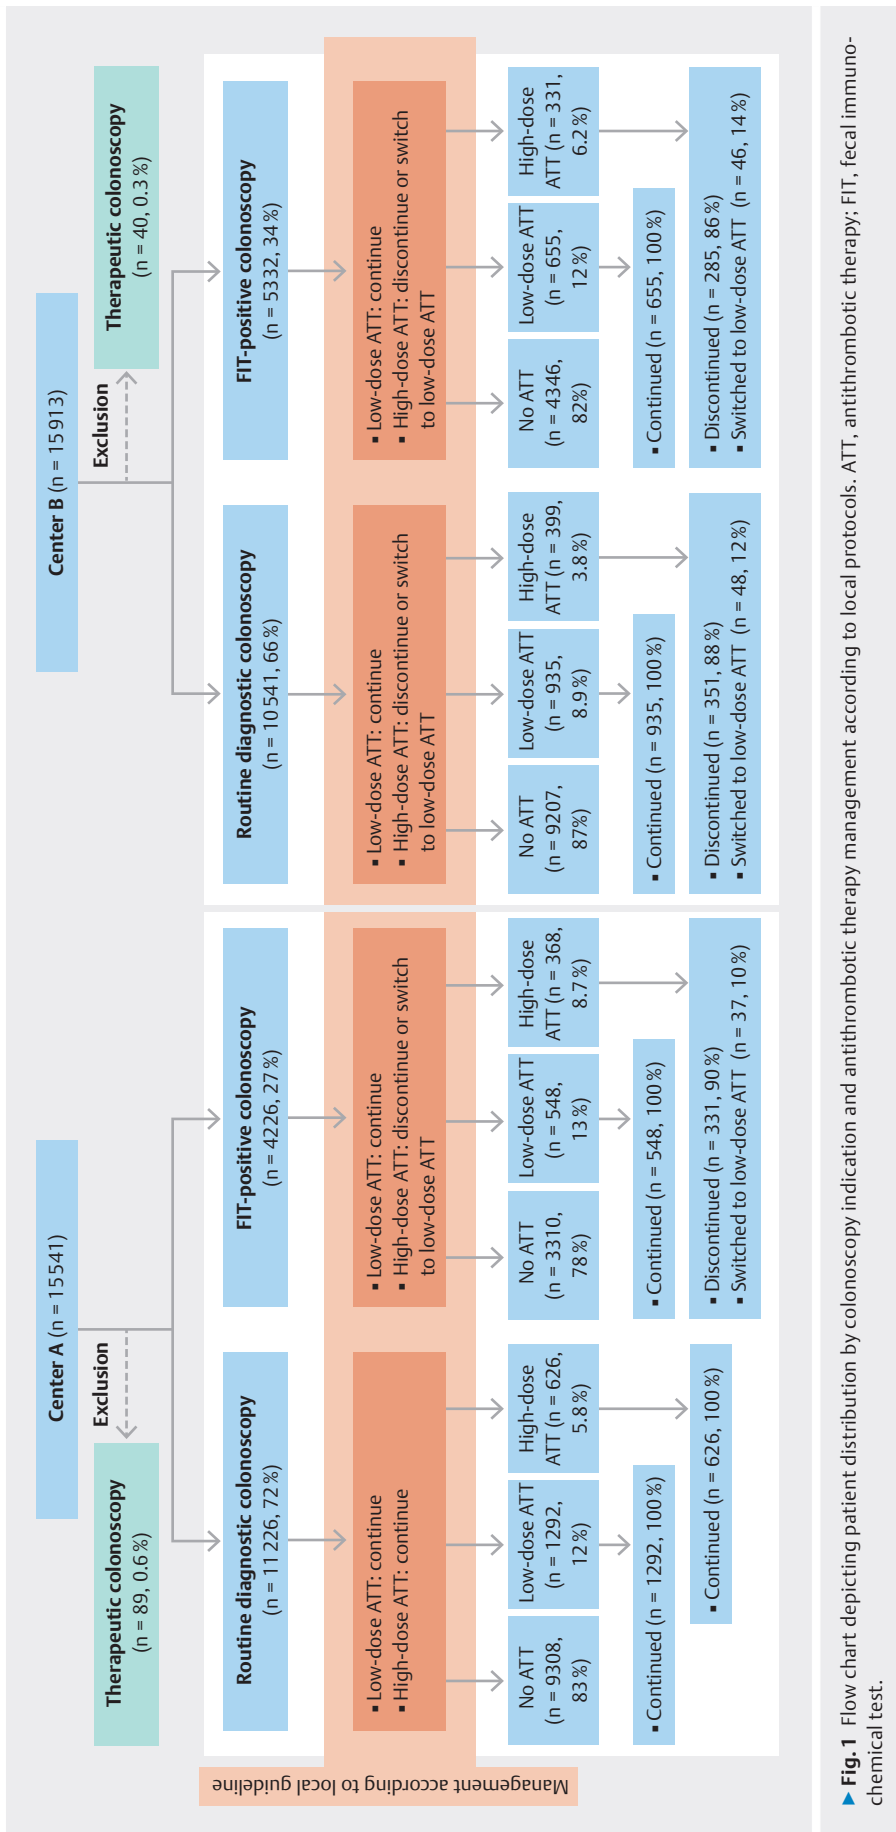 Center A (n = 15541)
Exclusion
Therapeutic colonoscopy
(n = 89, 0.6 %)
Routine diagnostic colonoscopy
(n = 11 226, 72 %)
▪ Low-dose ATT: continue
▪ High-dose ATT: continue
No ATT
(n = 9308,
83 %)
Low-dose ATT
(n = 1292,
12 %)
High-dose
ATT (n = 626,
5.8 %)
▪ Continued (n = 1292, 100 %)
▪ Continued (n = 626, 100 %)
FIT-positive colonoscopy
(n = 4226, 27 %)
▪ Low-dose ATT: continue
▪ High-dose ATT: discontinue or switch
to low-dose ATT
No ATT
(n = 3310,
78 %)
Low-dose ATT
(n = 548,
13 %)
High-dose
ATT (n = 368,
8.7 %)
▪ Continued (n = 548, 100 %)
▪ Discontinued (n = 331, 90 %)
▪ Switched to low-dose ATT (n = 37, 10 %)
Center B (n = 15913)
Exclusion
Therapeutic colonoscopy
(n = 40, 0.3 %)
Routine diagnostic colonoscopy
(n = 10 541, 66 %)
▪ Low-dose ATT: continue
▪ High-dose ATT: discontinue or switch
to low-dose ATT
No ATT
(n = 9207,
87%)
Low-dose ATT
(n = 935,
8.9 %)
High-dose
ATT (n = 399,
3.8 %)
▪ Continued (n = 935, 100 %)
▪ Discontinued (n = 351, 88 %)
▪ Switched to low-dose ATT (n = 48, 12 %)
FIT-positive colonoscopy
(n = 5332, 34 %)
▪ Low-dose ATT: continue
▪ High-dose ATT: discontinue or switch
to low-dose ATT
No ATT
(n = 4346,
82%)
Low-dose ATT
(n = 655,
12 %)
High-dose
ATT (n = 331,
6.2 %)
▪ Continued (n = 655, 100 %)
▪ Discontinued (n = 285, 86 %)
▪ Switched to low-dose ATT (n = 46, 14 %)
Management according to local guideline
▶ Fig. 1 Flow chart depicting patient distribution by colonoscopy indication and antithrombotic therapy management according to local protocols. ATT, antithrombotic therapy; FIT, fecal immuno-
chemical test.